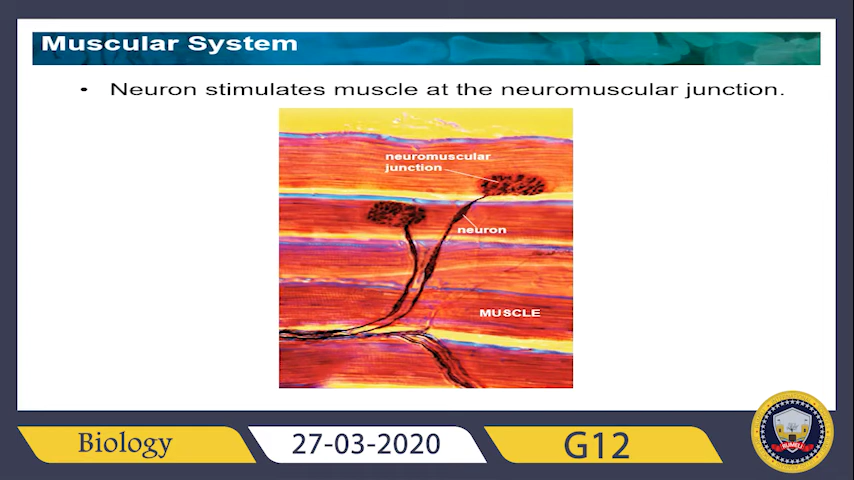 Muscular System
• Neuron stimulates muscle at the neuromuscular junction.
neuromuscular
junction
neuron
MUSCLE
Biology
27-03-2020
G12